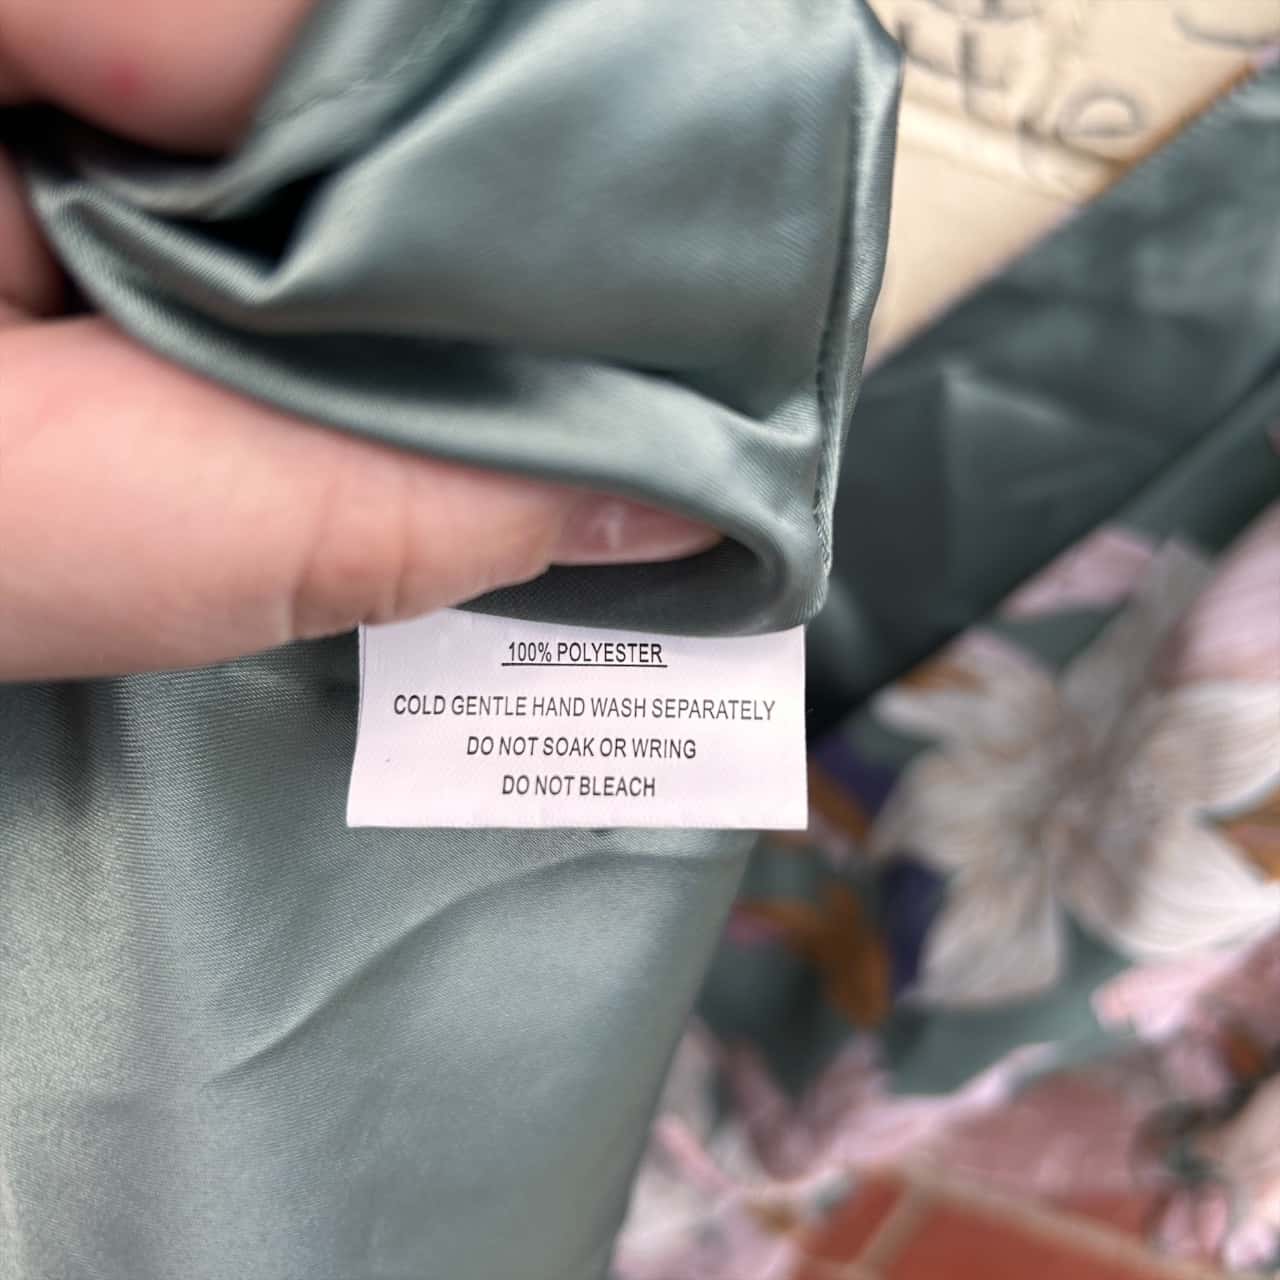 100% POLYESTER
COLD GENTLE HAND WASH SEPARATELY
DO NOT SOAK OR WRING
DO NOT BLEACH